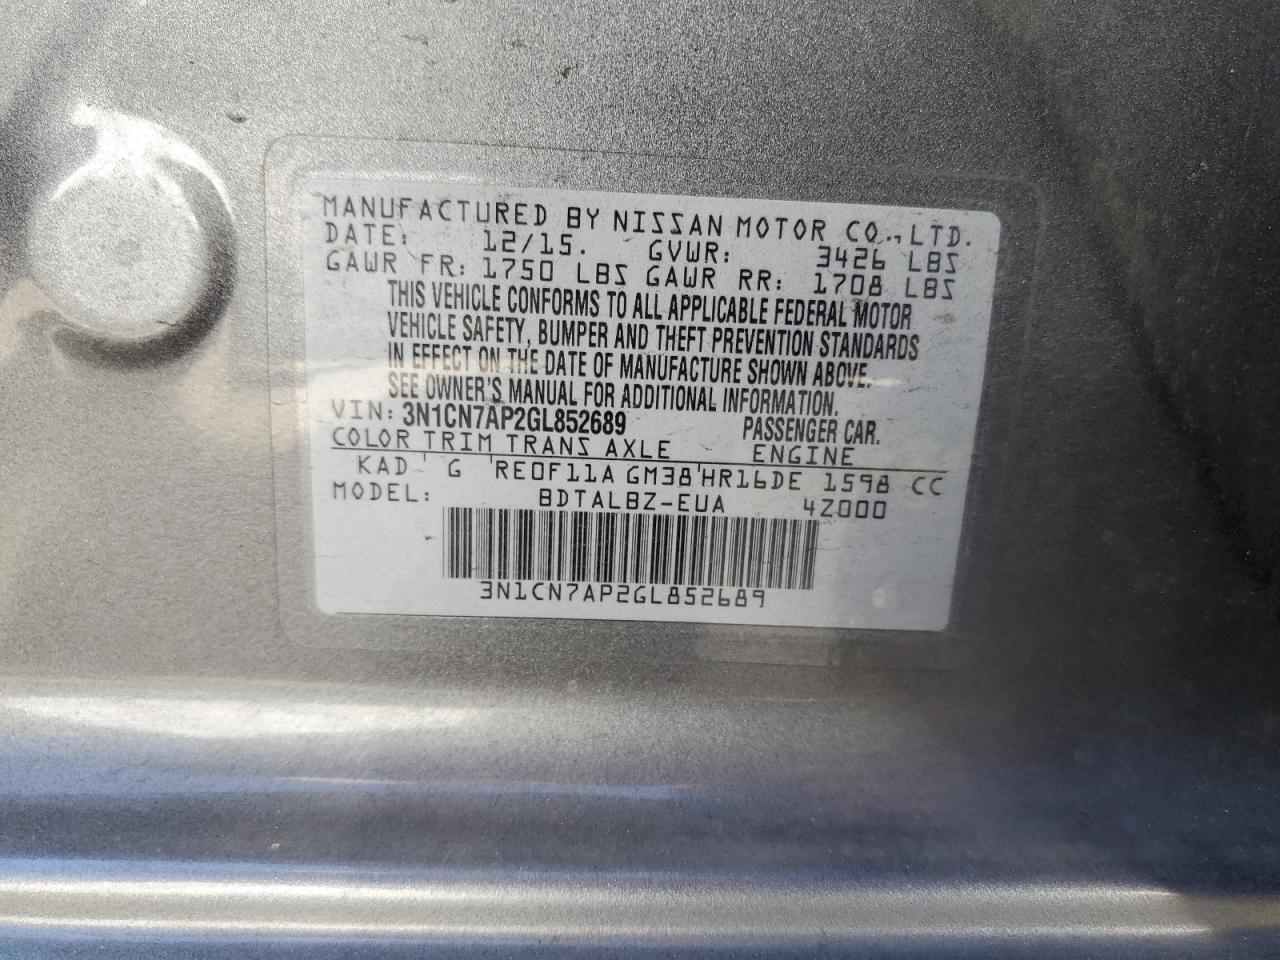 MANUFACTURED BY NISSAN MOTOR CO., LTD.
DATE: 12/15. GVWR: 3426 LBS
GAWR FR: 1750 LBS GAWR RR: 1708 LBS
THIS VEHICLE CONFORMS TO ALL APPLICABLE FEDERAL MOTOR
VEHICLE SAFETY, BUMPER AND THEFT PREVENTION STANDARDS
IN EFFECT ON THE DATE OF MANUFACTURE SHOWN ABOVE.
SEE OWNER'S MANUAL FOR ADDITIONAL INFORMATION.
VIN: 3N1CN7AP2GL852689 PASSENGER CAR.
COLOR TRIM TRANS AXLE ENGINE
KAD G RE0F11A GM38 HR16DE 1598 CC
MODEL: BDTALBZ-EUA 4Z000
3N1CN7AP2GL852689